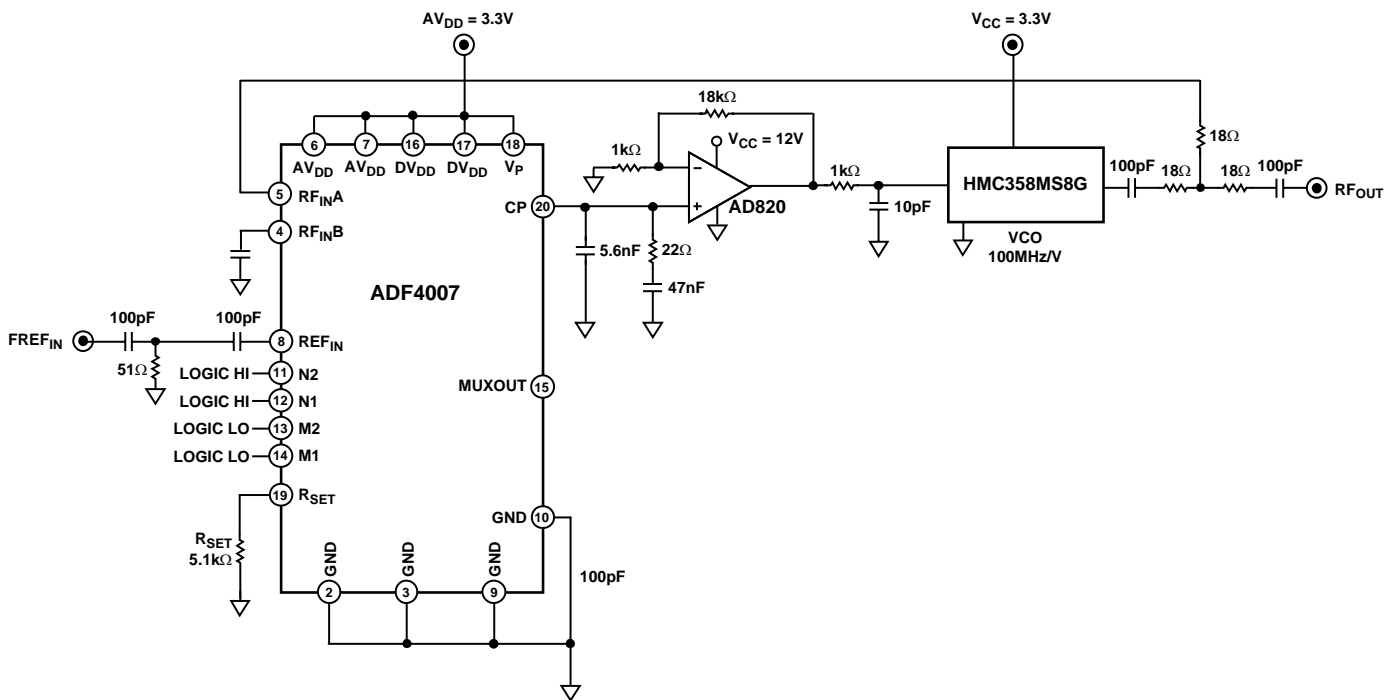 AVDD = 3.3V
VCC = 3.3V
18kΩ
6
7
16
17
18
AVDD
AVDD
DVDD
DVDD
VP
1kΩ
VCC = 12V
−
+
AD820
1kΩ
10pF
HMC358MS8G
VCO
100MHz/V
18Ω
100pF
18Ω
18Ω
100pF
RFOUT
5
RFINA
4
RFINB
CP
20
5.6nF
22Ω
47nF
ADF4007
FREFIN
100pF
100pF
51Ω
8
REFIN
LOGIC HI
11
N2
LOGIC HI
12
N1
LOGIC LO
13
M2
LOGIC LO
14
M1
MUXOUT
15
19
RSET
RSET
5.1kΩ
GND
10
100pF
GND
GND
GND
2
3
9